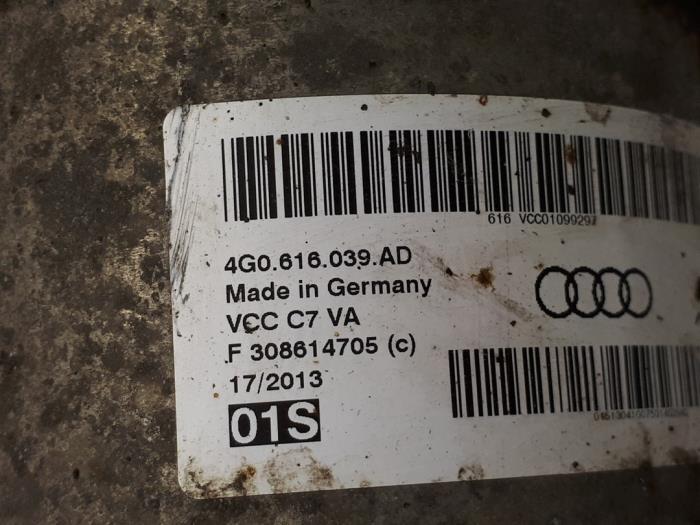 616 VCC01099297
4G0.616.039.AD
Made in Germany
VCC C7 VA
F 308614705 (c)
17/2013
01S